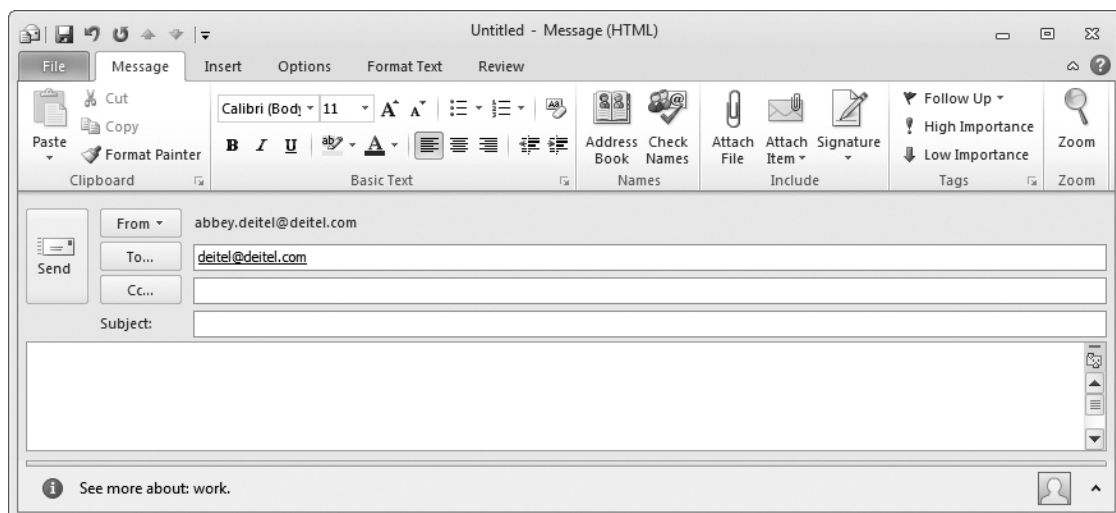 Untitled - Message (HTML)
File Message Insert Options Format Text Review
Cut
Copy
Format Painter
Paste
Clipboard
Calibri (Body 11
Basic Text
Address Book
Check Names
Names
Attach File
Attach Item
Signature
Include
Follow Up
High Importance
Low Importance
Tags
Zoom
Zoom
Send
From abbey.deitel@deitel.com
To... deitel@deitel.com
Cc...
Subject:
See more about: work.